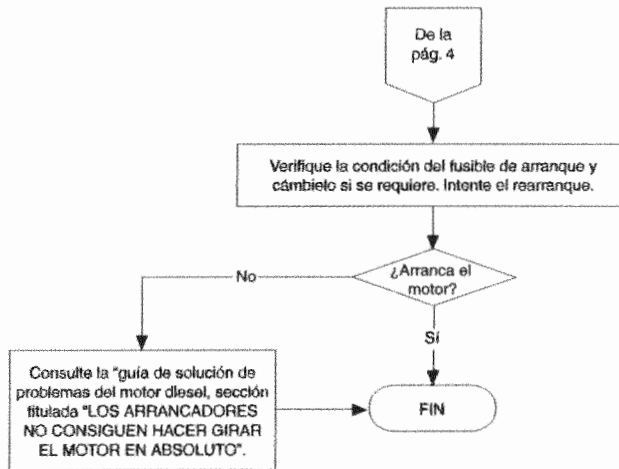 De la
pág. 4
Verifique la condición del fusible de arranque y
cámbielo si se requiere. Intente el rearranque.
¿Arranca el
motor?
No
Sí
Consulte la "guía de solución de
problemas del motor diesel, sección
titulada "LOS ARRANCADORES
NO CONSIGUEN HACER GIRAR
EL MOTOR EN ABSOLUTO".
FIN